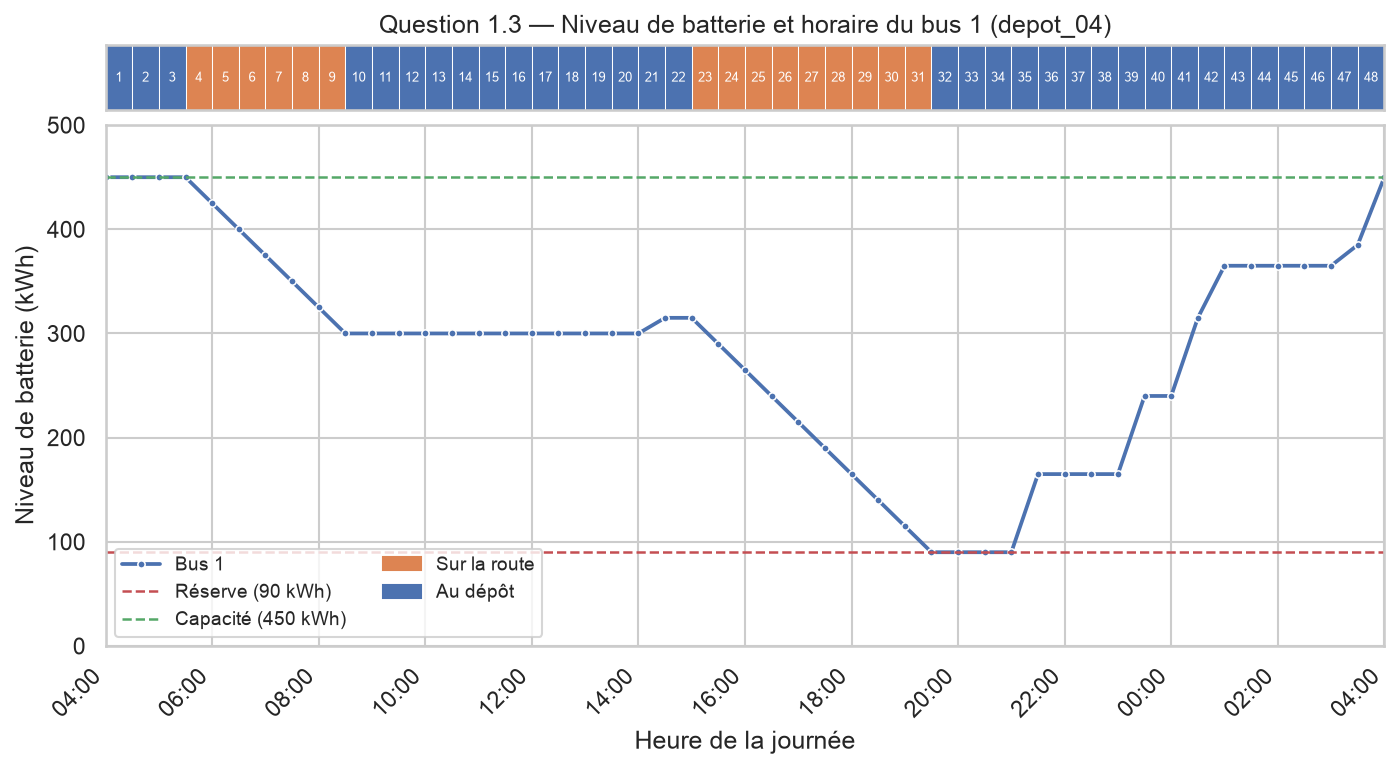 Question 1.3 — Niveau de batterie et horaire du bus 1 (depot_04)
1 2 3 4 5 6 7 8 9 10 11 12 13 14 15 16 17 18 19 20 21 22 23 24 25 26 27 28 29 30 31 32 33 34 35 36 37 38 39 40 41 42 43 44 45 46 47 48
Niveau de batterie (kWh)
500
400
300
200
100
0
Bus 1
Réserve (90 kWh)
Capacité (450 kWh)
Sur la route
Au dépôt
04:00 06:00 08:00 10:00 12:00 14:00 16:00 18:00 20:00 22:00 00:00 02:00 04:00
Heure de la journée